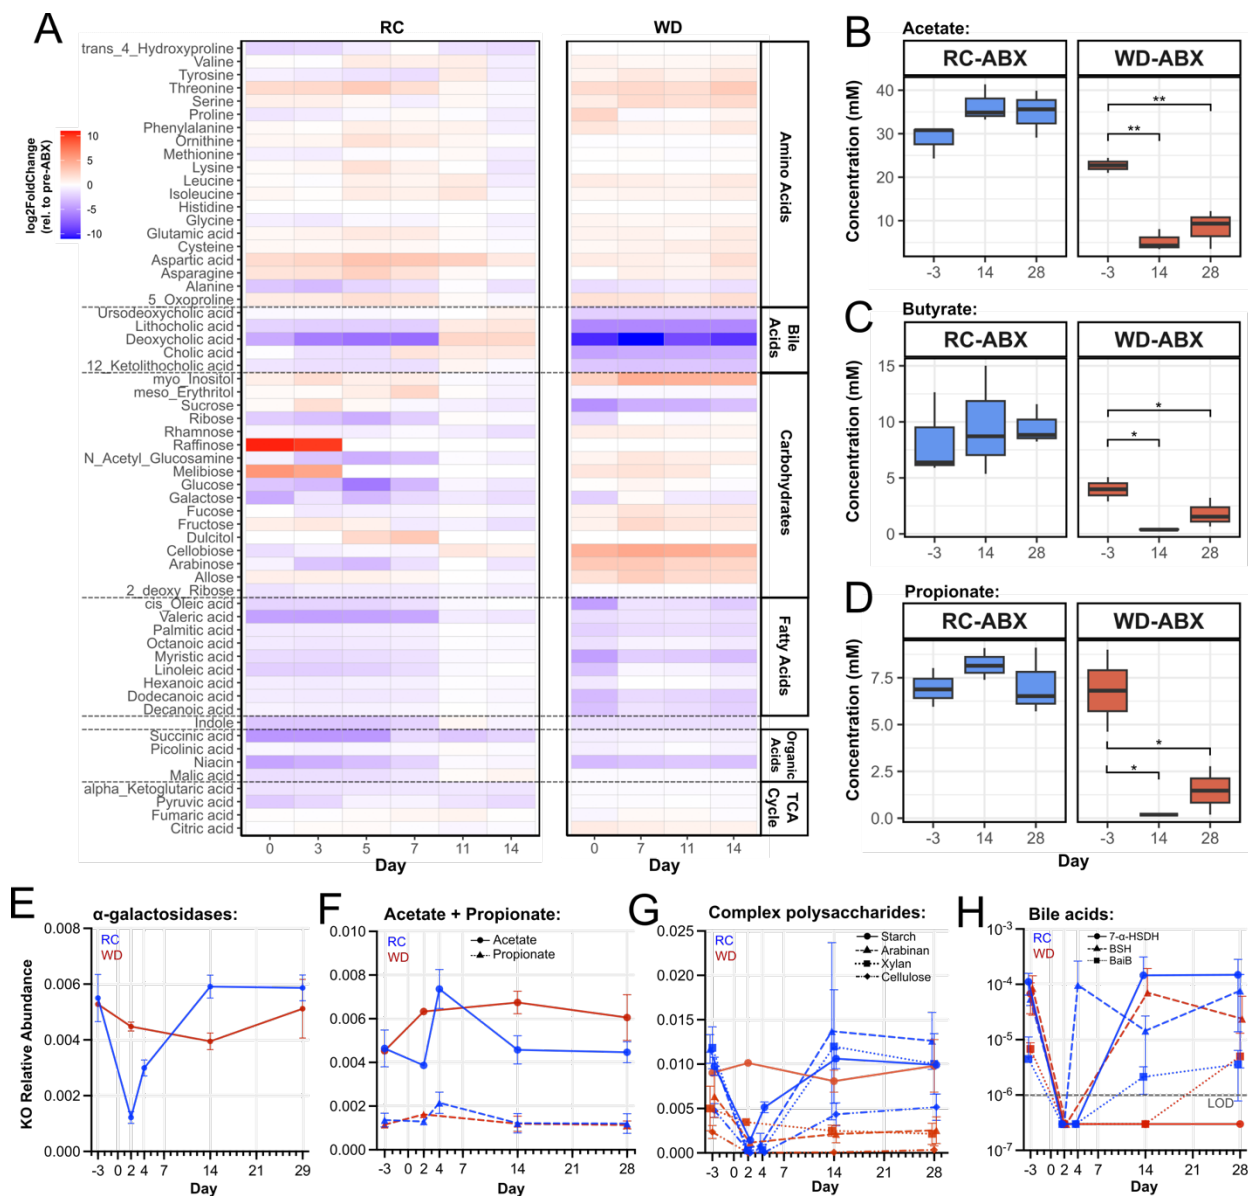 A
RC
WD
trans_4_Hydroxyproline
Valine
Tyrosine
Threonine
Serine
Proline
Phenylalanine
Ornithine
Methionine
Lysine
Leucine
Isoleucine
Histidine
Glycine
Glutamic acid
Cysteine
Aspartic acid
Asparagine
Alanine
5_Oxoproline
Ursodeoxycholic acid
Lithocholic acid
Deoxycholic acid
Cholic acid
12_Ketolithocholic acid
myo_Inositol
meso_Erythritol
Sucrose
Ribose
Rhamnose
Raffinose
N_Acetyl_Glucosamine
Melibiose
Glucose
Galactose
Fucose
Fructose
Dulcitol
Cellobiose
Arabinose
Allose
2_deoxy_Ribose
cis_Oleic acid
Valeric acid
Palmitic acid
Octanoic acid
Myristic acid
Linoleic acid
Hexanoic acid
Dodecanoic acid
Decanoic acid
Indole
Succinic acid
Picolinic acid
Niacin
Malic acid
alpha_Ketoglutaric acid
Pyruvic acid
Fumaric acid
Citric acid
log2FoldChange
(rel. to pre-ABX)
10
5
0
-5
-10
Amino Acids
Bile
Acids
Carbohydrates
Fatty Acids
Organic
Acids
TCA
Cycle
0 3 5 7 11 14
Day
0 7 11 14
Day
B
Acetate:
RC-ABX
WD-ABX
Concentration (mM)
40
30
20
10
**
**
-3 14 28
-3 14 28
C
Butyrate:
RC-ABX
WD-ABX
Concentration (mM)
15
10
5
0
*
*
-3 14 28
-3 14 28
D
Propionate:
RC-ABX
WD-ABX
Concentration (mM)
7.5
5.0
2.5
0.0
*
*
-3 14 28
-3 14 28
Day
E
α-galactosidases:
RC
WD
KO Relative Abundance
0.008
0.006
0.004
0.002
0.000
-3 0 2 4 7 14 21 29
Day
F
Acetate + Propionate:
RC
WD
Acetate
Propionate
0.010
0.008
0.006
0.004
0.002
0.000
-3 0 2 4 7 14 21 28
Day
G
Complex polysaccharides:
RC
WD
Starch
Arabinan
Xylan
Cellulose
0.025
0.020
0.015
0.010
0.005
0.000
-3 0 2 4 7 14 21 28
Day
H
Bile acids:
RC
WD
7-α-HSDH
BSH
BaiB
10-3
10-4
10-5
10-6
10-7
LOD
-3 0 2 4 7 14 21 28
Day